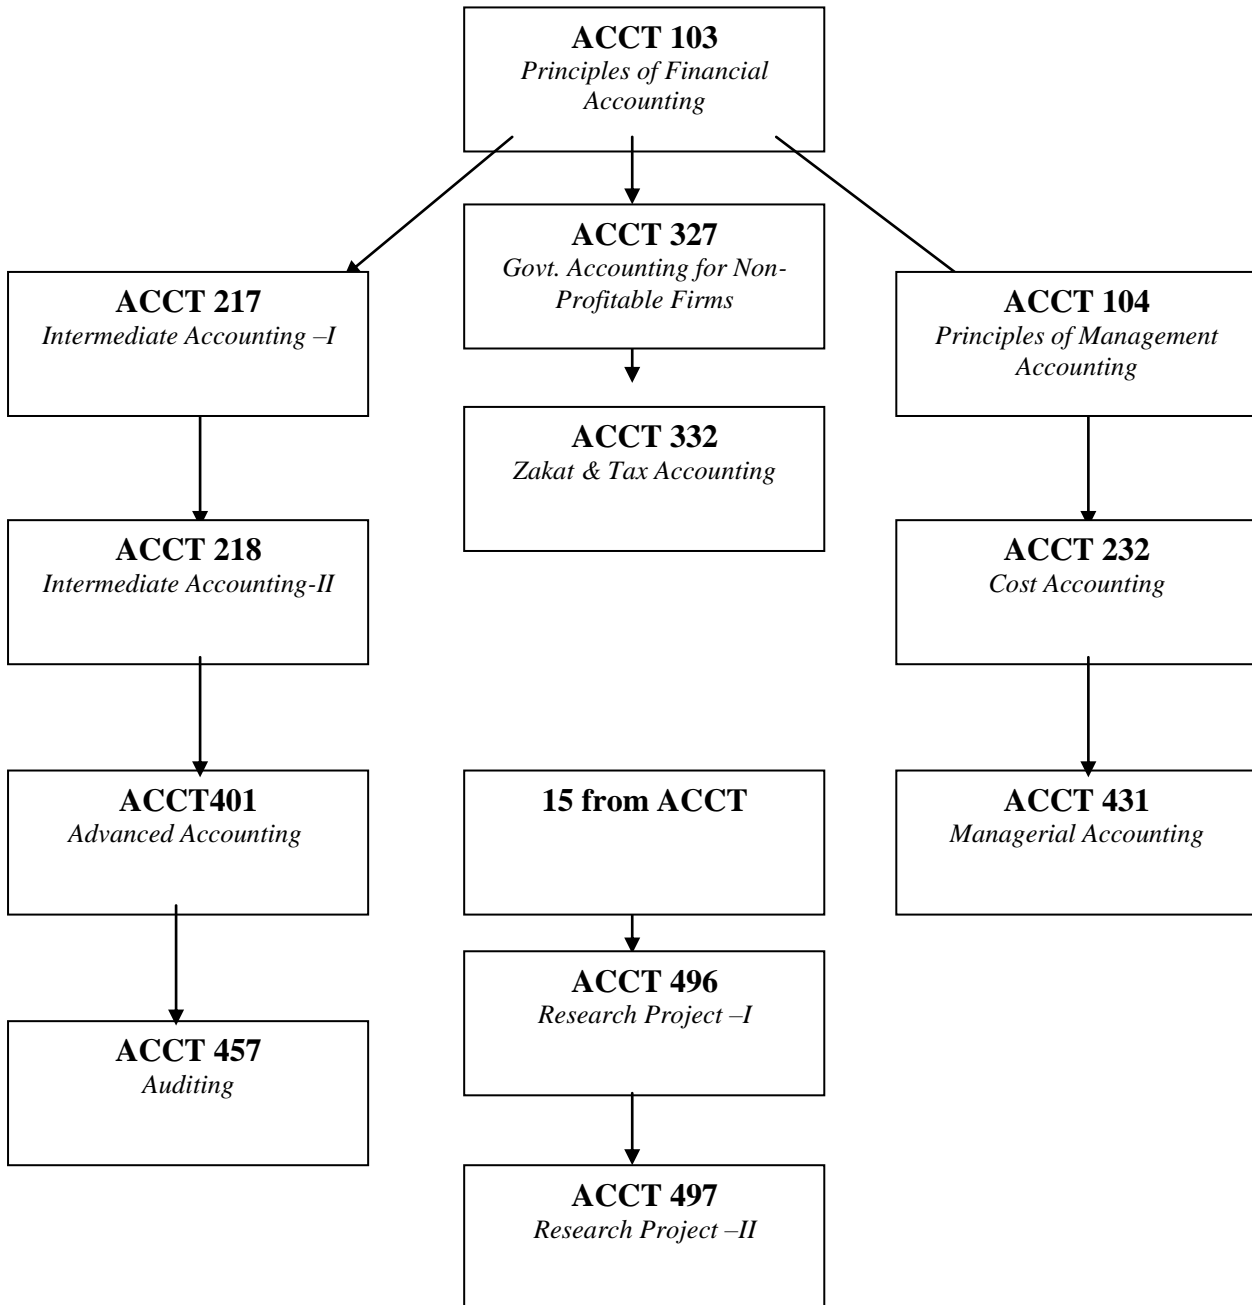 ACCT 103
Principles of Financial
Accounting
ACCT 327
Govt. Accounting for Non-
Profitable Firms
ACCT 217
Intermediate Accounting –I
ACCT 104
Principles of Management
Accounting
ACCT 332
Zakat & Tax Accounting
ACCT 218
Intermediate Accounting-II
ACCT 232
Cost Accounting
ACCT401
Advanced Accounting
15 from ACCT
ACCT 431
Managerial Accounting
ACCT 496
Research Project –I
ACCT 457
Auditing
ACCT 497
Research Project –II